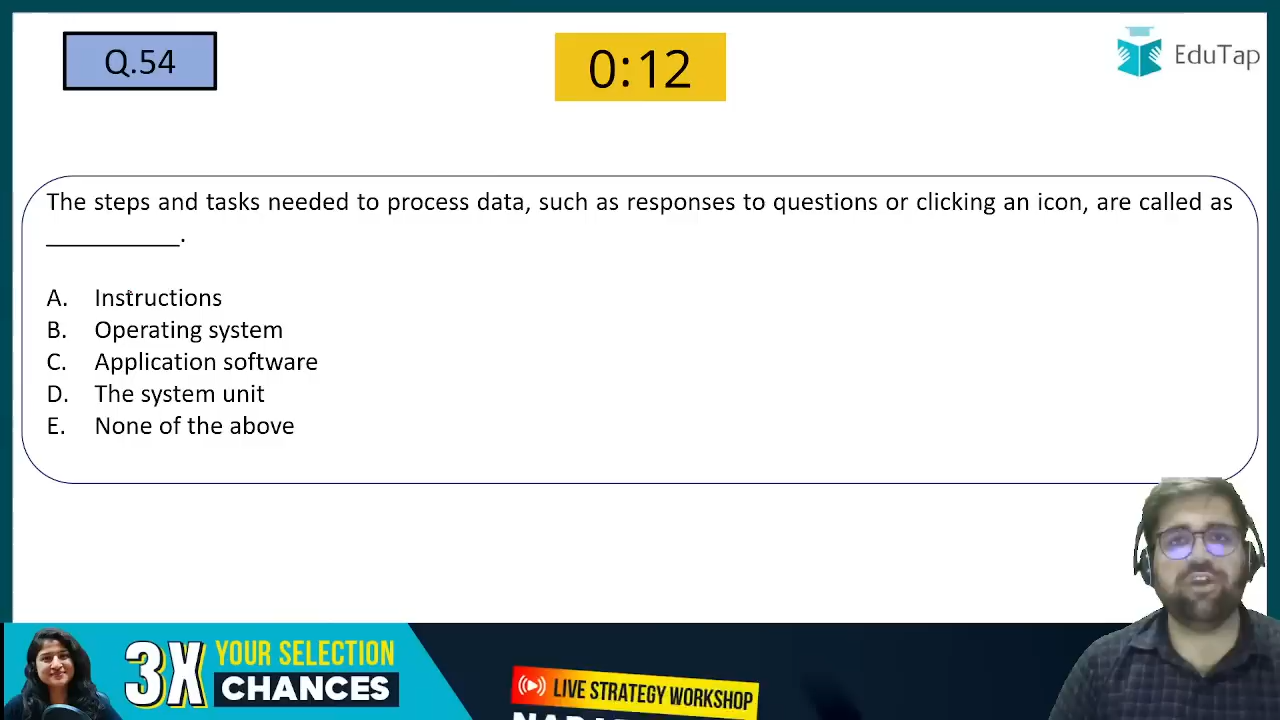 Q.54
0:12
EduTap
The steps and tasks needed to process data, such as responses to questions or clicking an icon, are called as
__________.
A. Instructions
B. Operating system
C. Application software
D. The system unit
E. None of the above
3X
YOUR SELECTION
CHANCES
LIVE STRATEGY WORKSHOP